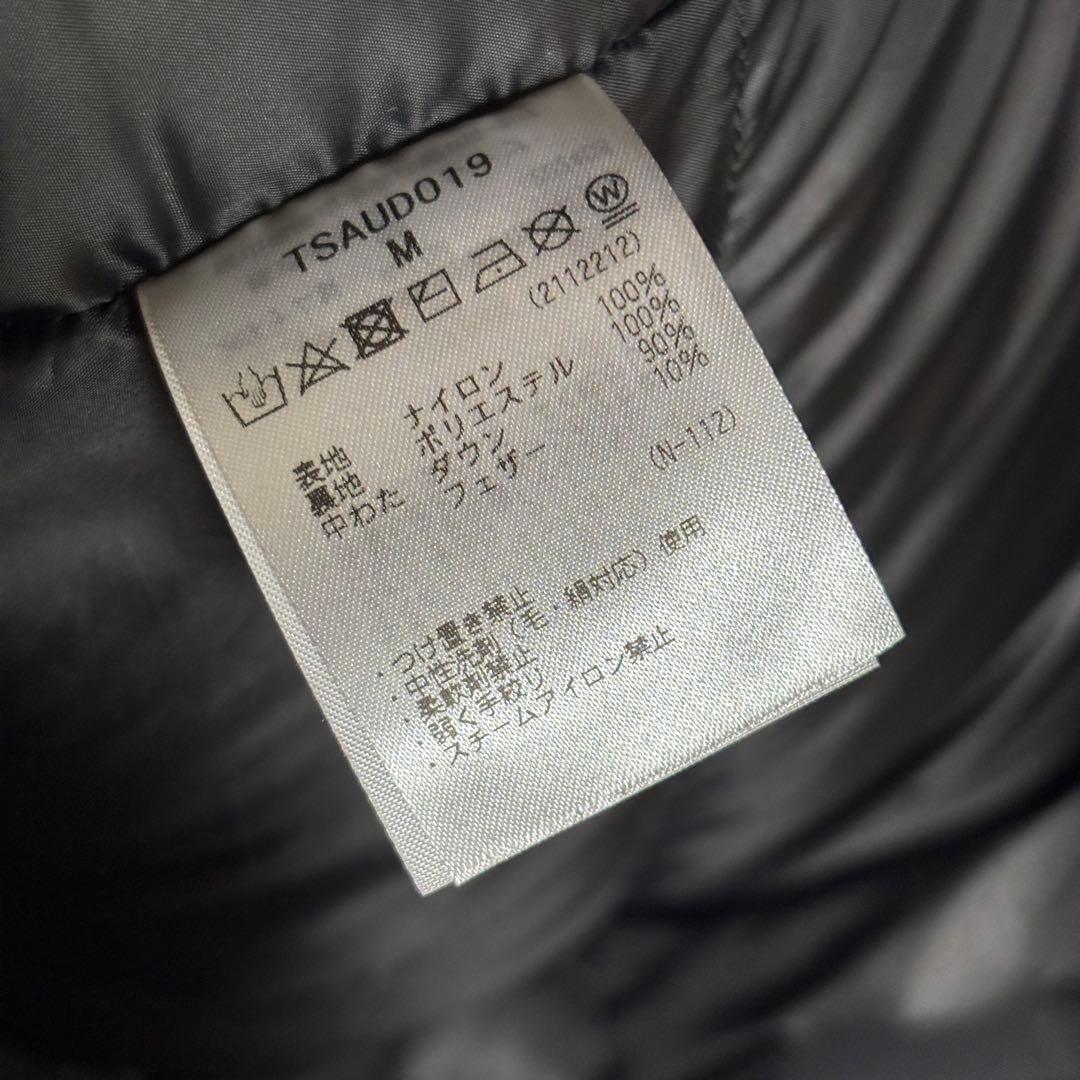 TSAUD019
M
W
(2112212)
表地 ナイロン 100%
裏地 ポリエステル 100%
中わた ダウン 90%
フェザー 10%
(N-112)
・つけ置き禁止
・中性洗剤(毛・絹対応)使用
・柔軟剤禁止
・弱く手絞り
・スチームアイロン禁止